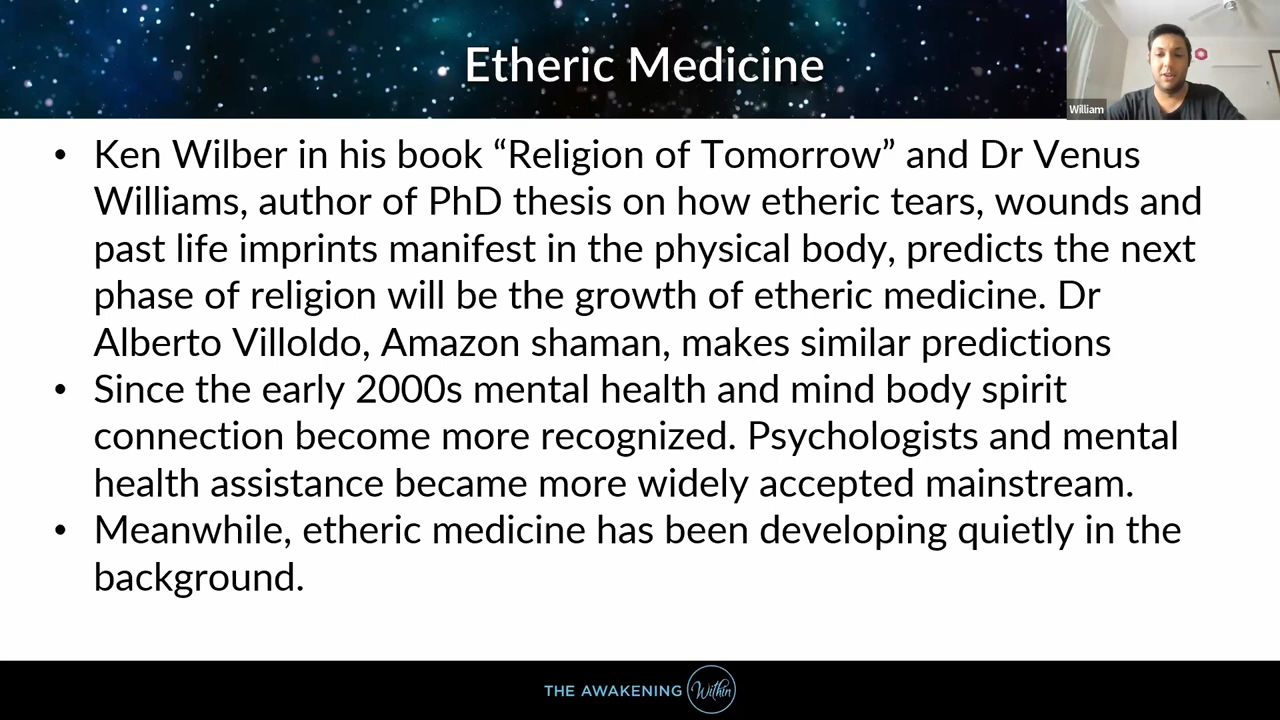 Etheric Medicine
William
• Ken Wilber in his book “Religion of Tomorrow” and Dr Venus
Williams, author of PhD thesis on how etheric tears, wounds and
past life imprints manifest in the physical body, predicts the next
phase of religion will be the growth of etheric medicine. Dr
Alberto Villoldo, Amazon shaman, makes similar predictions
• Since the early 2000s mental health and mind body spirit
connection become more recognized. Psychologists and mental
health assistance became more widely accepted mainstream.
• Meanwhile, etheric medicine has been developing quietly in the
background.
THE AWAKENING Within